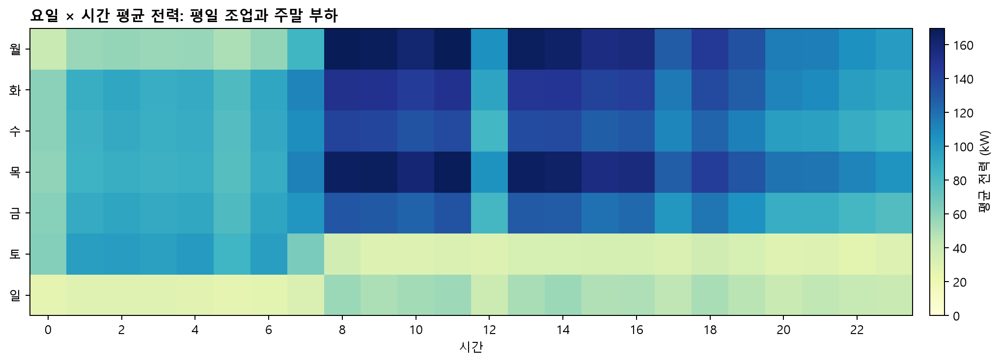 요일 × 시간 평균 전력: 평일 조업과 주말 부하
월
화
수
목
금
토
일
0 2 4 6 8 10 12 14 16 18 20 22
시간
160
140
120
100
80
60
40
20
0
평균 전력 (kW)